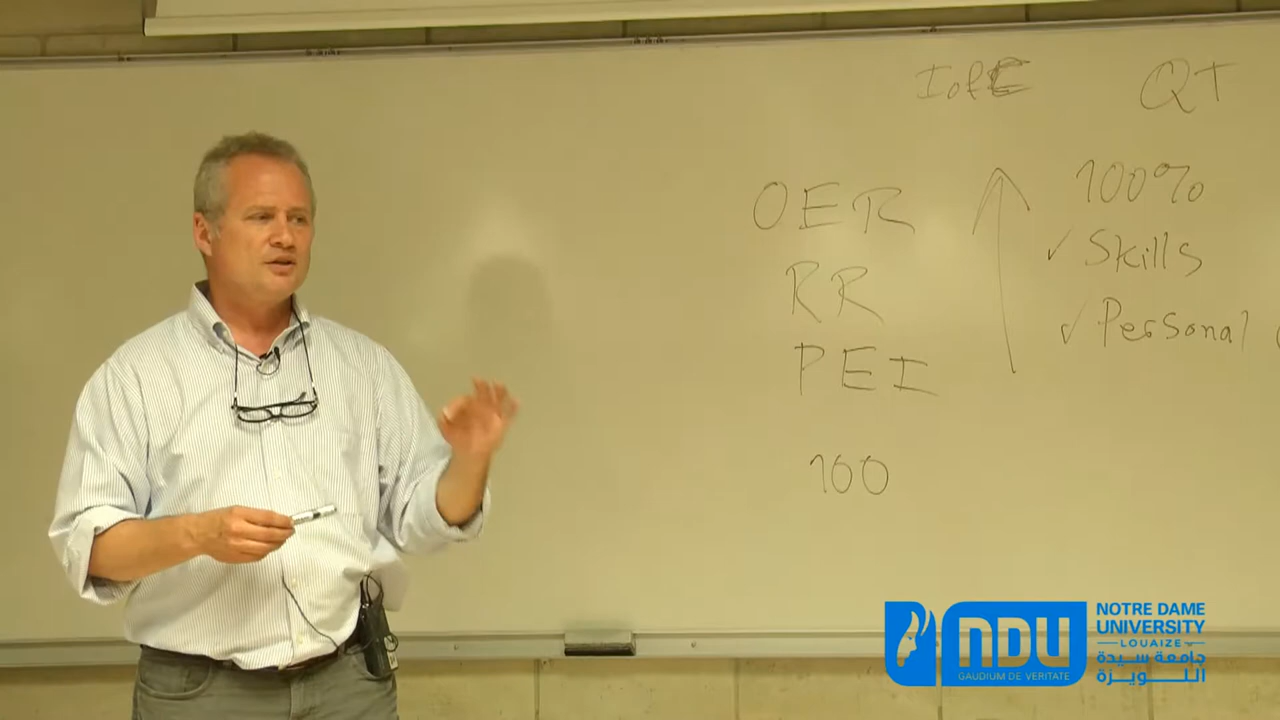 QT
OER
RR
PEI
100
100%
✓ Skills
✓ Personal
NDU
GAUDIUM DE VERITATE
NOTRE DAME
UNIVERSITY
LOUAIZE
جامعة سيدة
اللويزة